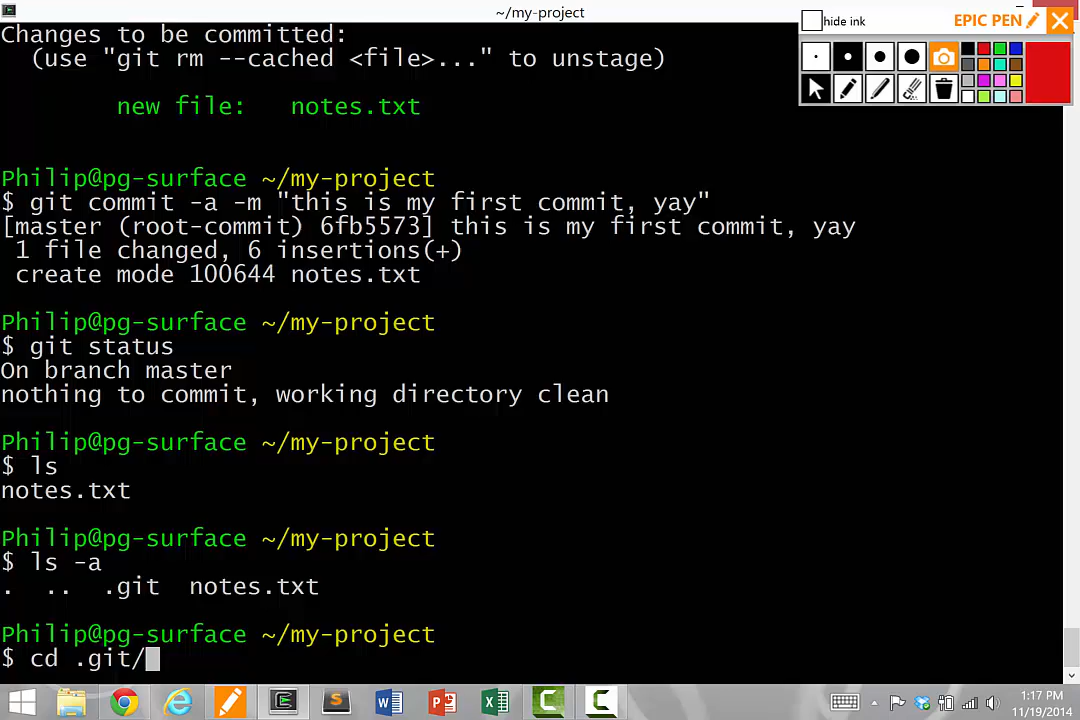 ~/my-project
hide ink
EPIC PEN
Changes to be committed:
(use "git rm --cached <file>..." to unstage)
new file: notes.txt
Philip@pg-surface ~/my-project
$ git commit -a -m "this is my first commit, yay"
[master (root-commit) 6fb5573] this is my first commit, yay
1 file changed, 6 insertions(+)
create mode 100644 notes.txt
Philip@pg-surface ~/my-project
$ git status
On branch master
nothing to commit, working directory clean
Philip@pg-surface ~/my-project
$ ls
notes.txt
Philip@pg-surface ~/my-project
$ ls -a
. .. .git notes.txt
Philip@pg-surface ~/my-project
$ cd .git/
1:17 PM
11/19/2014